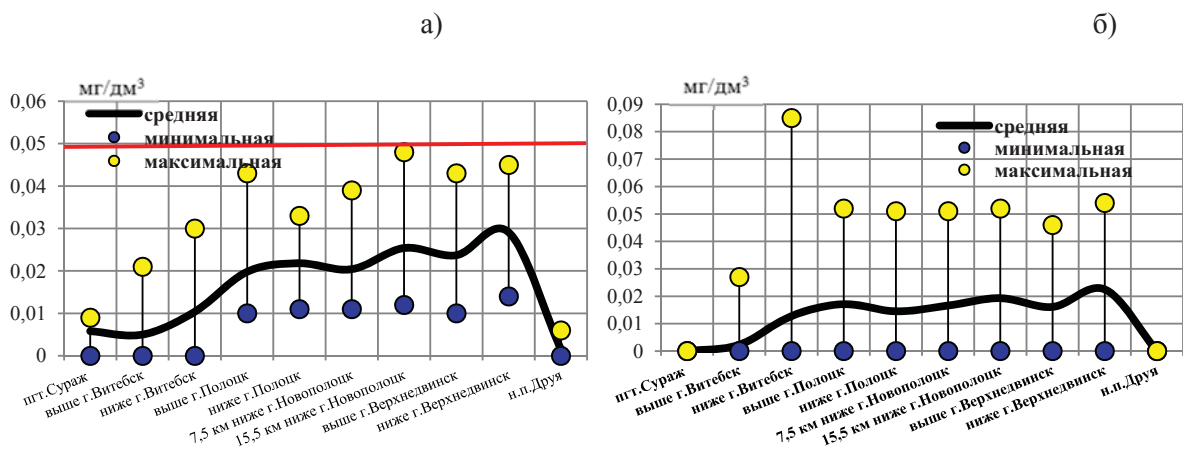 а)
мг/дм³
0,06
0,05
0,04
0,03
0,02
0,01
0
средняя
минимальная
максимальная
пгт.Сураж
выше г.Витебск
ниже г.Витебск
выше г.Полоцк
ниже г.Полоцк
7,5 км ниже г.Новополоцк
15,5 км ниже г.Новополоцк
выше г.Верхнедвинск
ниже г.Верхнедвинск
н.п.Друя
б)
мг/дм³
0,09
0,08
0,07
0,06
0,05
0,04
0,03
0,02
0,01
0
средняя
минимальная
максимальная
пгт.Сураж
выше г.Витебск
ниже г.Витебск
выше г.Полоцк
ниже г.Полоцк
7,5 км ниже г.Новополоцк
15,5 км ниже г.Новополоцк
выше г.Верхнедвинск
ниже г.Верхнедвинск
н.п.Друя